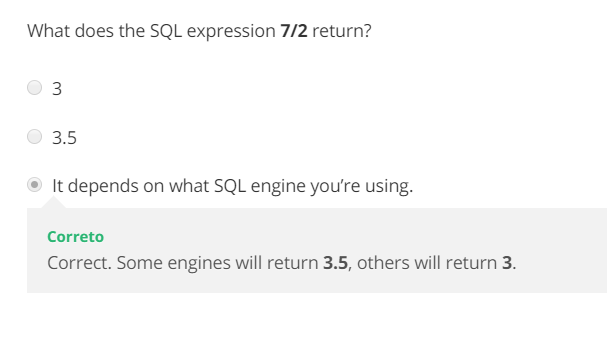 What does the SQL expression 7/2 return?
3
3.5
It depends on what SQL engine you’re using.
Correto
Correct. Some engines will return 3.5, others will return 3.